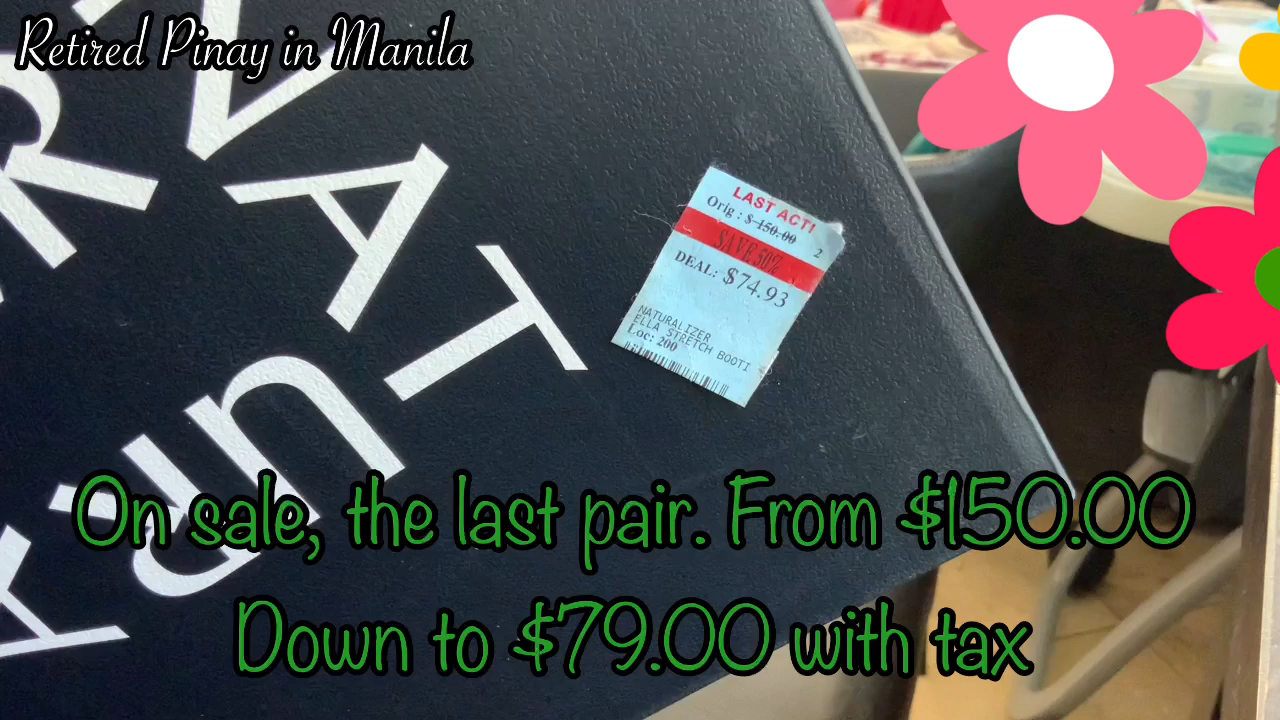 Retired Pinay in Manila
NAT
LAST ACT!
Orig : $ 150.00
2
SAVE 50%
DEAL: $74.93
NATURALIZER
ELLA STRETCH BOOTI
Loc: 200
On sale, the last pair. From $150.00
Down to $79.00 with tax